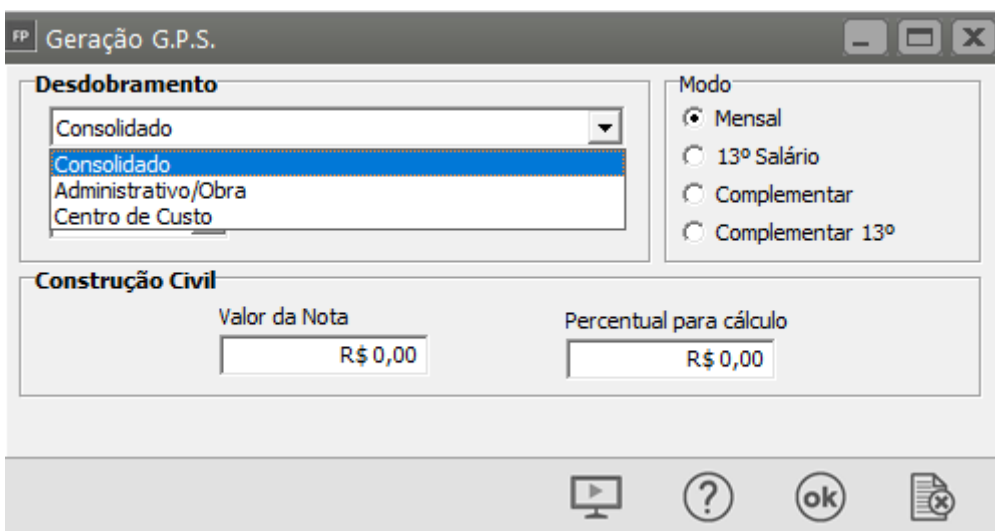 FP Geração G.P.S.
Desdobramento
Consolidado
Consolidado
Administrativo/Obra
Centro de Custo
Modo
Mensal
13º Salário
Complementar
Complementar 13º
Construção Civil
Valor da Nota
R$ 0,00
Percentual para cálculo
R$ 0,00
?
ok